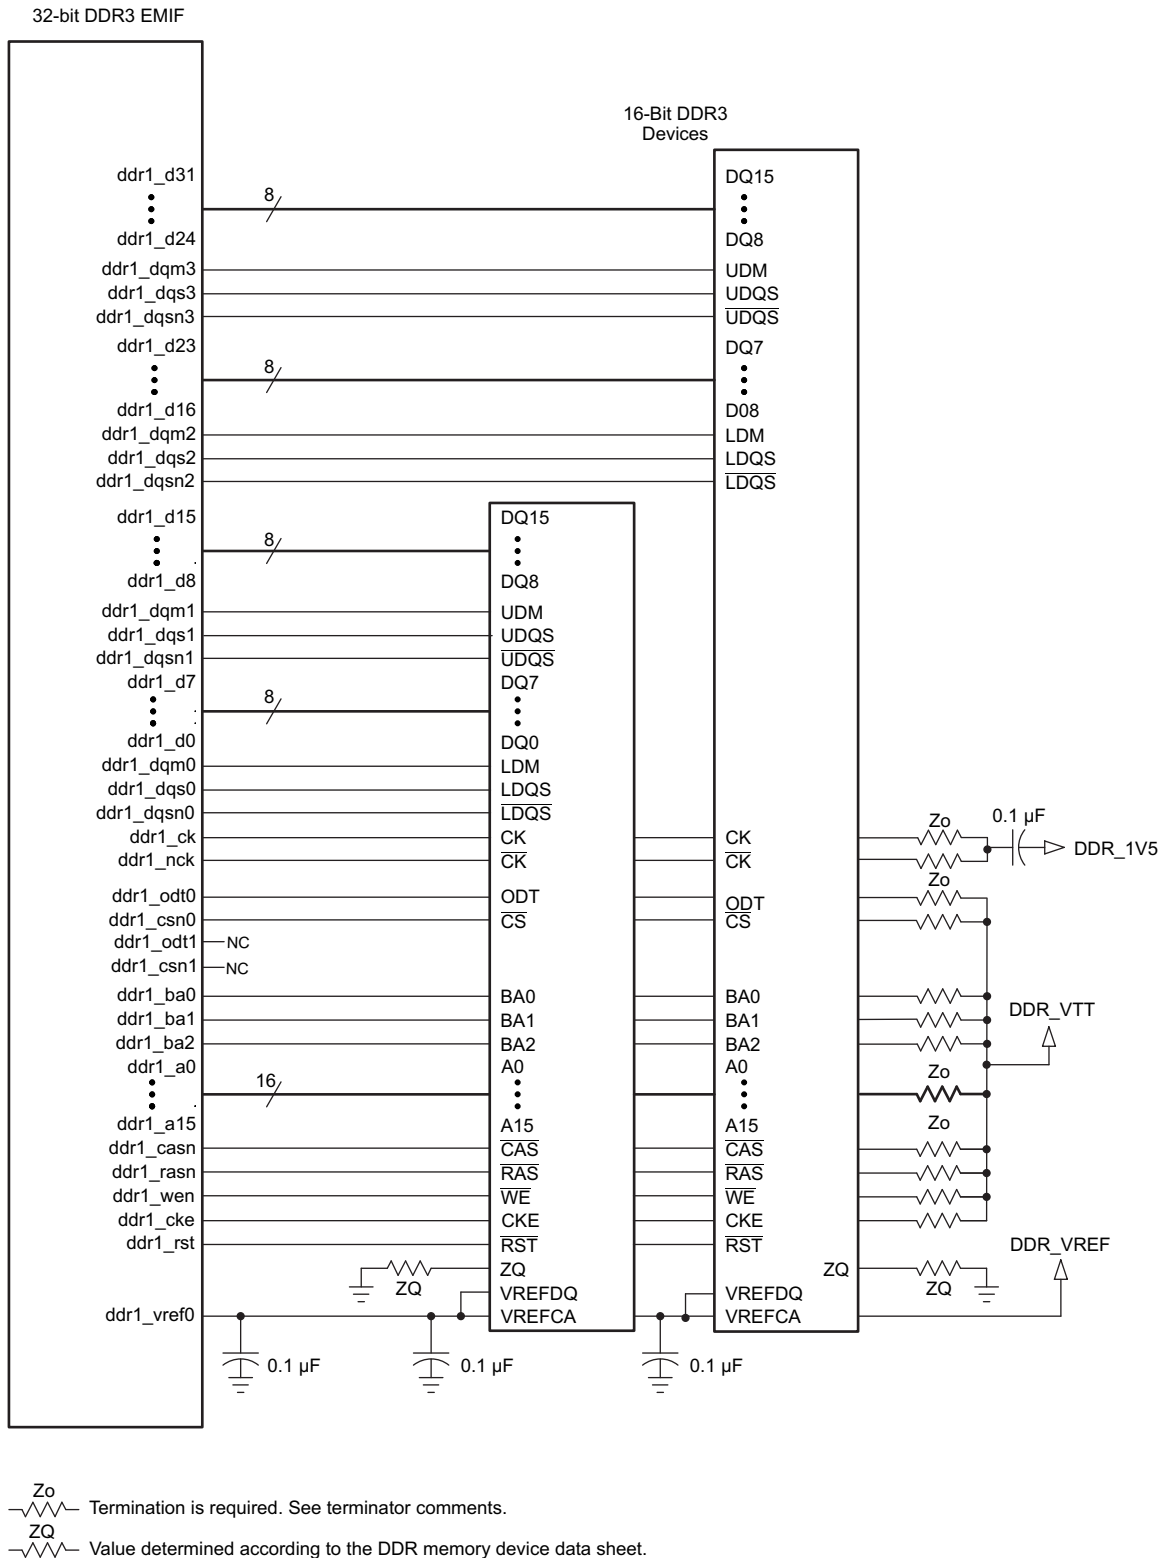 32-bit DDR3 EMIF
16-Bit DDR3
Devices
ddr1_d31
8
DQ15
ddr1_d24
DQ8
ddr1_dqm3
UDM
ddr1_dqs3
UDQS
ddr1_dqsn3
UDQS
ddr1_d23
8
DQ7
ddr1_d16
D08
ddr1_dqm2
LDM
ddr1_dqs2
LDQS
ddr1_dqsn2
LDQS
ddr1_d15
8
DQ15
ddr1_d8
DQ8
ddr1_dqm1
UDM
ddr1_dqs1
UDQS
ddr1_dqsn1
UDQS
ddr1_d7
8
DQ7
ddr1_d0
DQ0
ddr1_dqm0
LDM
ddr1_dqs0
LDQS
ddr1_dqsn0
LDQS
Zo
0.1 µF
ddr1_ck
CK
CK
DDR_1V5
ddr1_nck
CK
CK
Zo
ddr1_odt0
ODT
ODT
ddr1_csn0
CS
CS
ddr1_odt1
NC
ddr1_csn1
NC
ddr1_ba0
BA0
BA0
DDR_VTT
ddr1_ba1
BA1
BA1
ddr1_ba2
BA2
BA2
ddr1_a0
A0
A0
Zo
16
ddr1_a15
A15
A15
Zo
ddr1_casn
CAS
CAS
ddr1_rasn
RAS
RAS
ddr1_wen
WE
WE
ddr1_cke
CKE
CKE
ddr1_rst
RST
RST
DDR_VREF
ZQ
ZQ
ZQ
ZQ
VREFDQ
VREFDQ
ddr1_vref0
VREFCA
VREFCA
0.1 µF
0.1 µF
0.1 µF
Zo
Termination is required. See terminator comments.
ZQ
Value determined according to the DDR memory device data sheet.